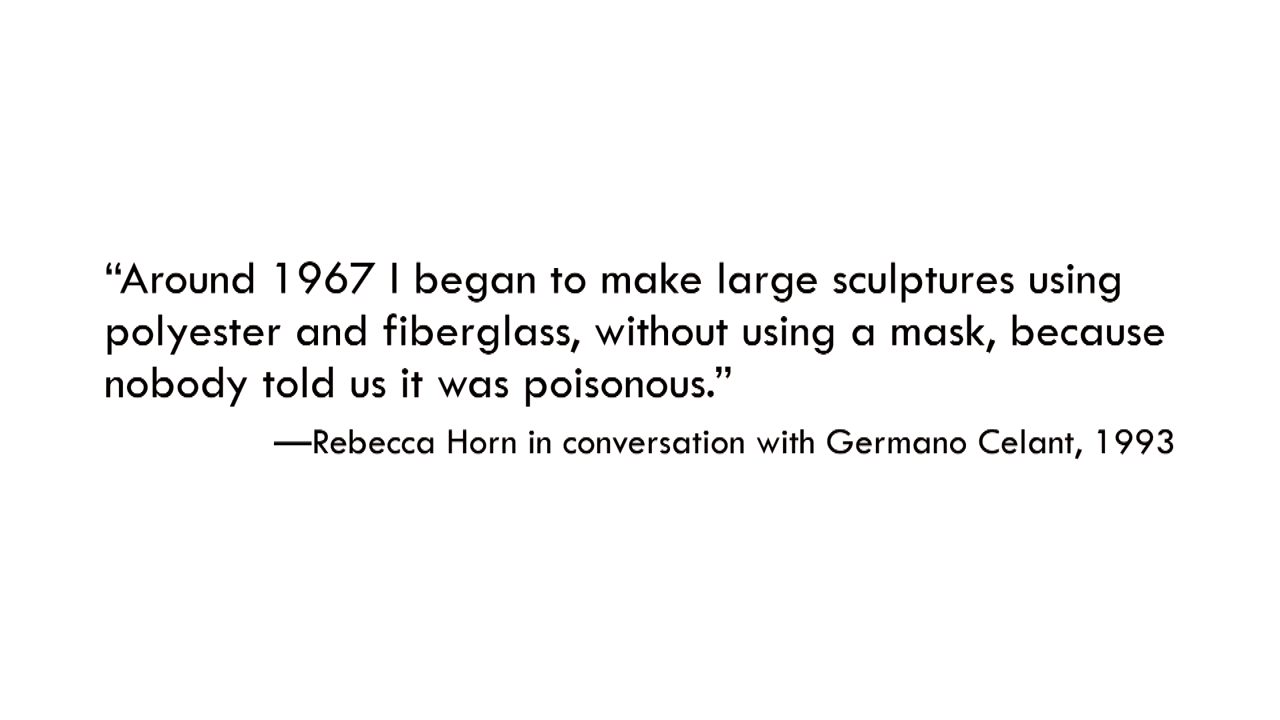 “Around 1967 I began to make large sculptures using
polyester and fiberglass, without using a mask, because
nobody told us it was poisonous.”
—Rebecca Horn in conversation with Germano Celant, 1993